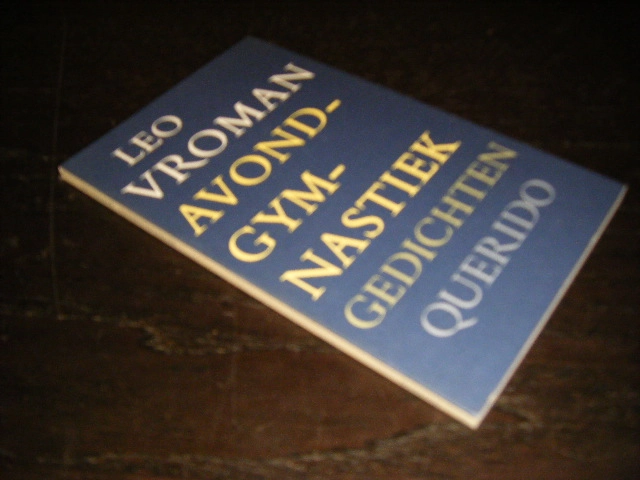 LEO
VROMAN
AVOND-
GYM-
NASTIEK
GEDICHTEN
QUERIDO